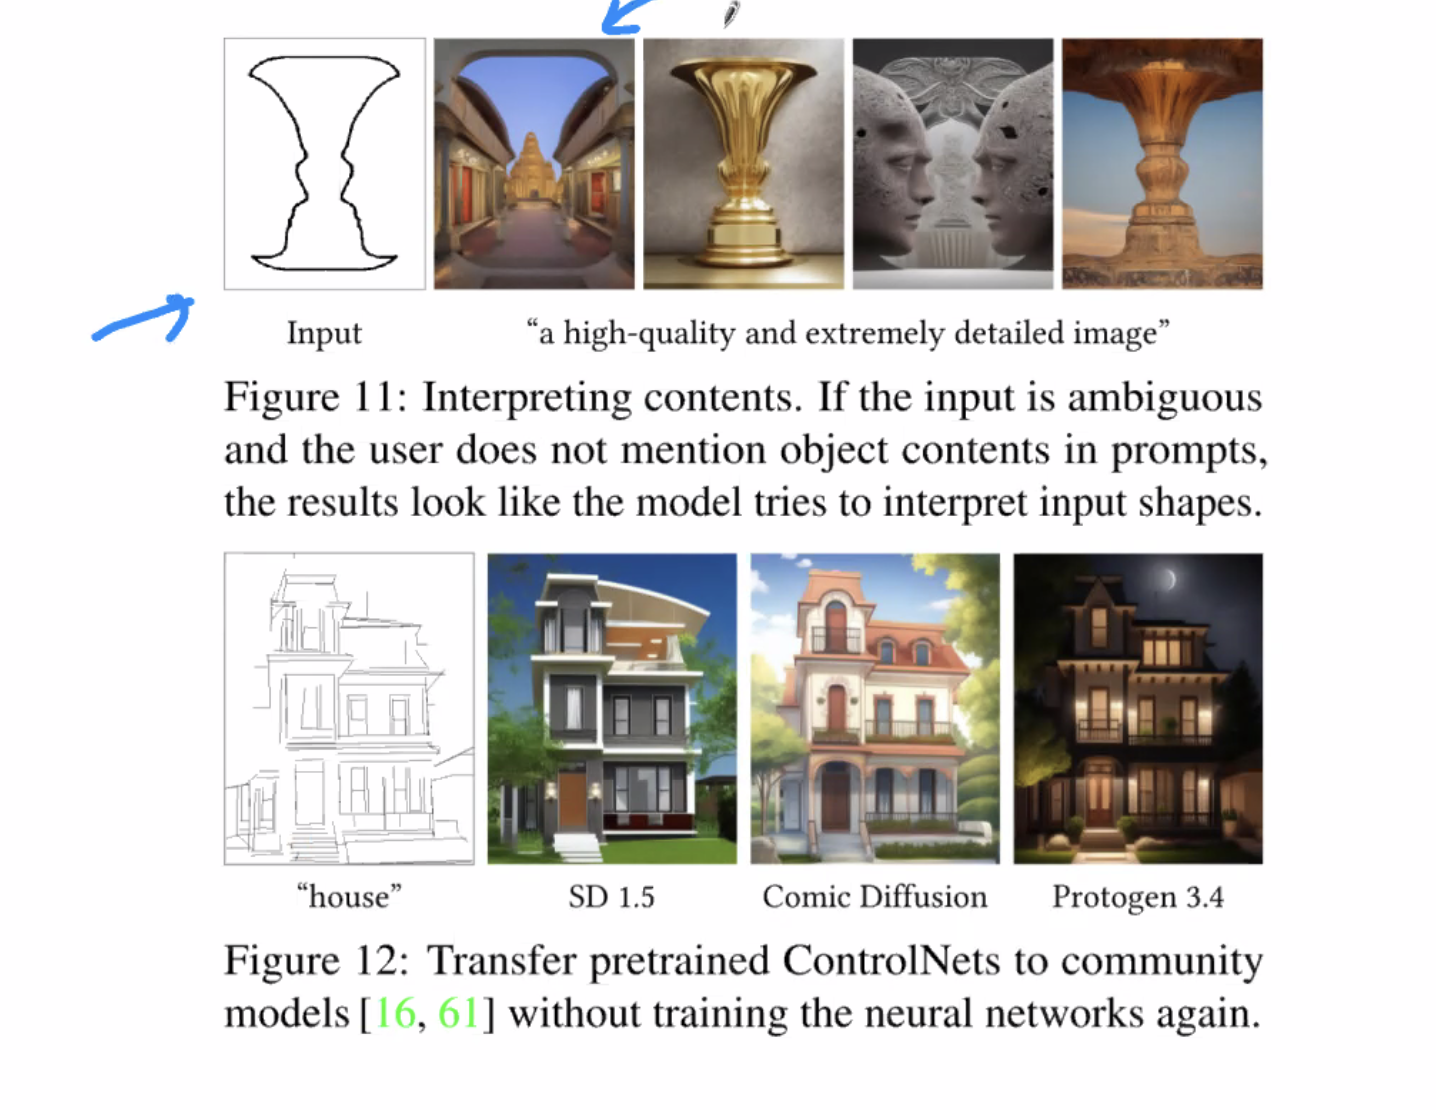 Input
“a high-quality and extremely detailed image”
Figure 11: Interpreting contents. If the input is ambiguous
and the user does not mention object contents in prompts,
the results look like the model tries to interpret input shapes.
“house”
SD 1.5
Comic Diffusion
Protogen 3.4
Figure 12: Transfer pretrained ControlNets to community
models [16, 61] without training the neural networks again.